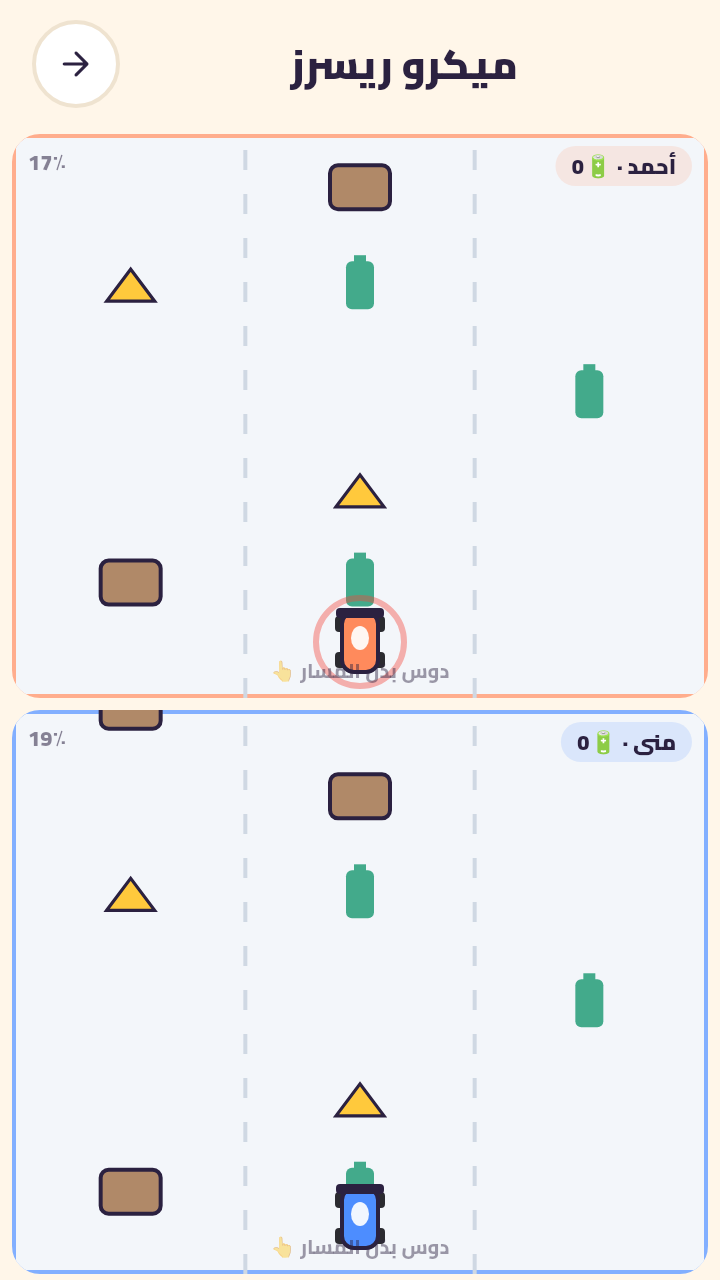 ميكرو ريسرز
أحمد · 🔋 0
17٪
دوس بدل المسار 👆
منى · 🔋 0
19٪
دوس بدل المسار 👆